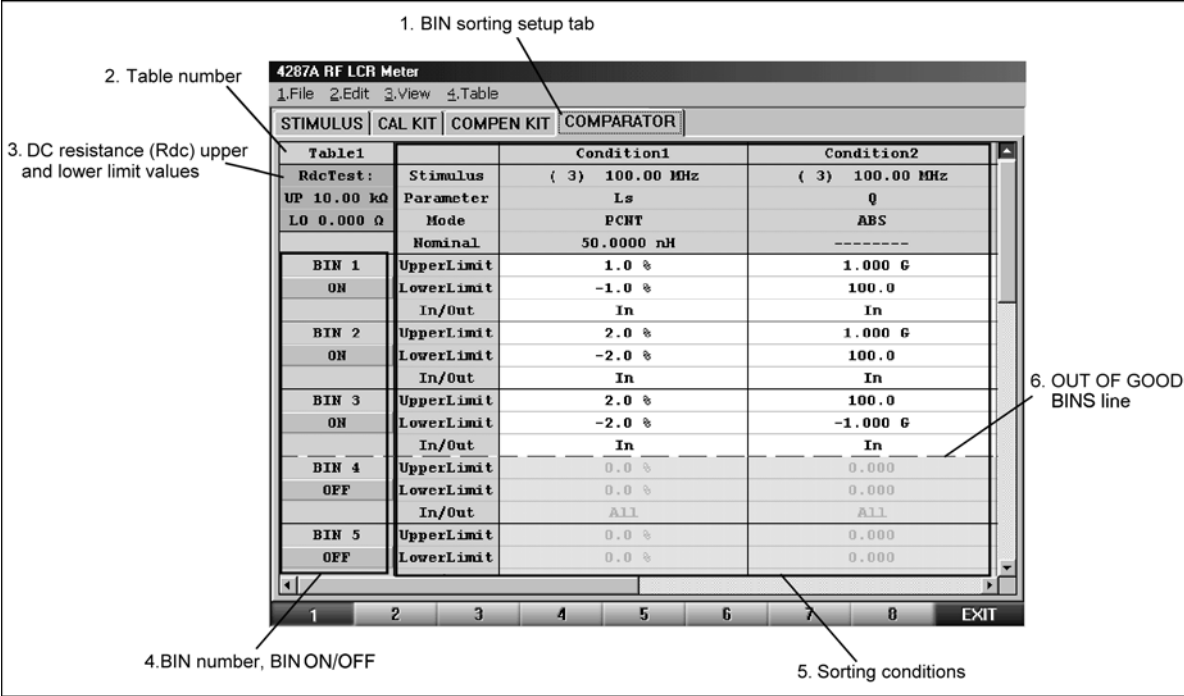 1. BIN sorting setup tab
2. Table number
3. DC resistance (Rdc) upper
and lower limit values
4287A RF LCR Meter
1.File 2.Edit 3.View 4.Table
STIMULUS CAL KIT COMPEN KIT COMPARATOR
Table1 Condition1 Condition2
RdcTest: Stimulus ( 3) 100.00 MHz ( 3) 100.00 MHz
UP 10.00 kΩ Parameter Ls Q
LO 0.000 Ω Mode PCNT ABS
Nominal 50.0000 nH --------
BIN 1 UpperLimit 1.0 % 1.000 G
ON LowerLimit -1.0 % 100.0
In/Out In In
BIN 2 UpperLimit 2.0 % 1.000 G
ON LowerLimit -2.0 % 100.0
In/Out In In
BIN 3 UpperLimit 2.0 % 100.0
ON LowerLimit -2.0 % -1.000 G
In/Out In In
BIN 4 UpperLimit 0.0 % 0.000
OFF LowerLimit 0.0 % 0.000
In/Out All All
BIN 5 UpperLimit 0.0 % 0.000
OFF LowerLimit 0.0 % 0.000
1 2 3 4 5 6 7 8 EXIT
6. OUT OF GOOD
BINS line
4.BIN number, BIN ON/OFF
5. Sorting conditions